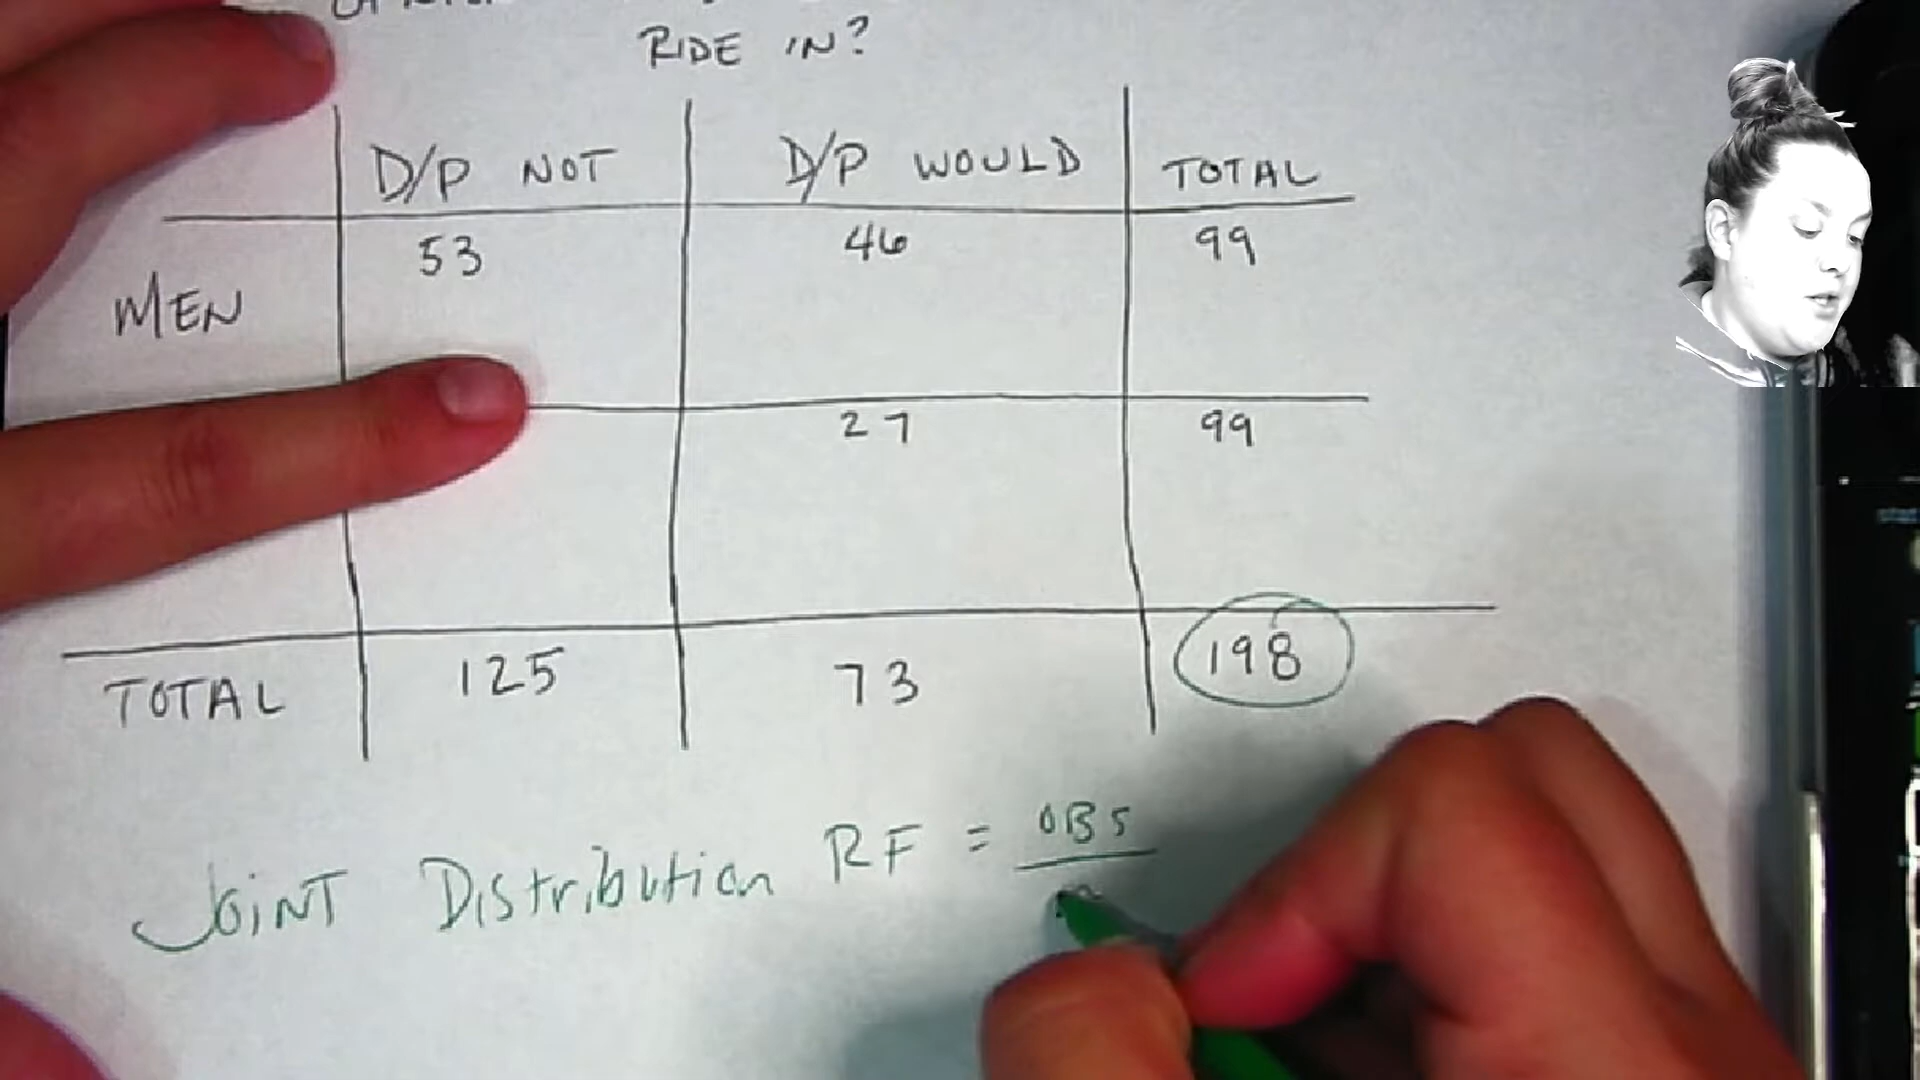 RIDE IN?
D/P NOT D/P WOULD TOTAL
MEN 53 46 99
27 99
TOTAL 125 73 198
JOINT Distribution RF = OBS